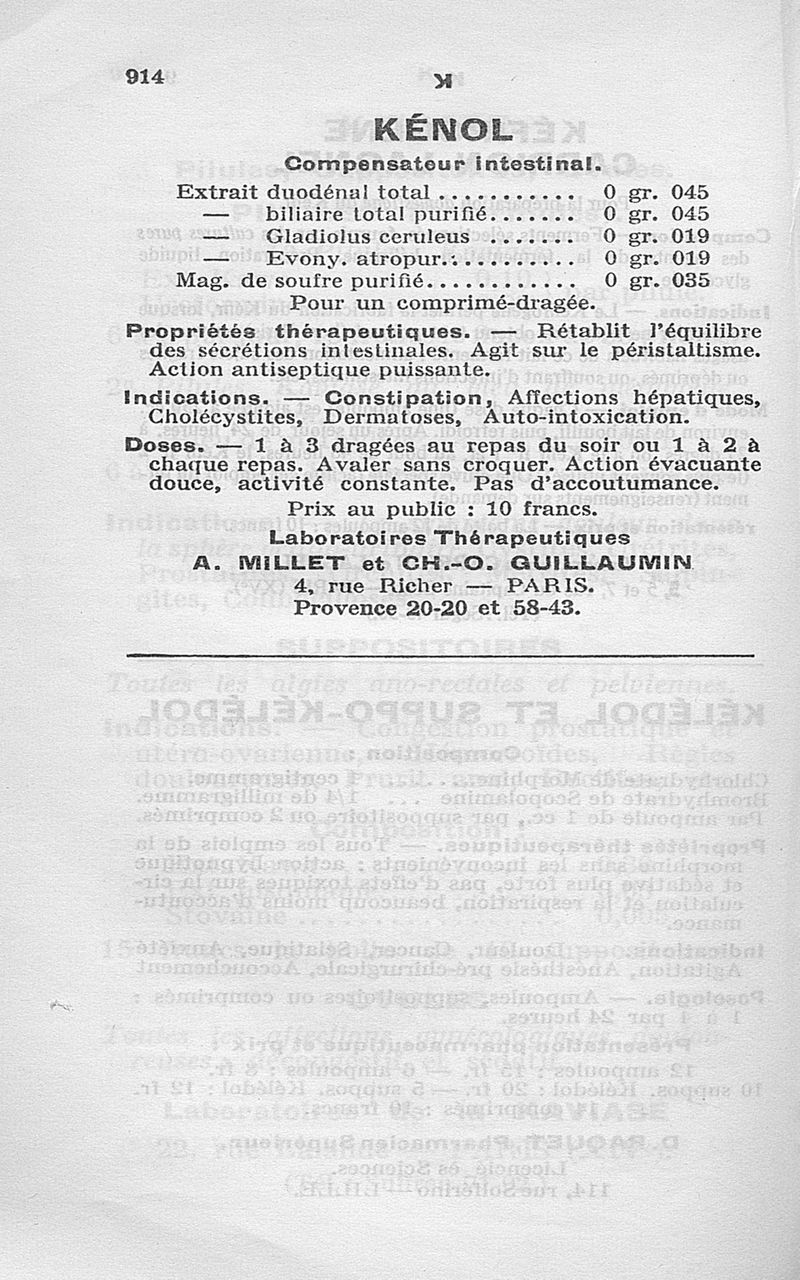 914
K
KÉNOL
Compensateur intestinal.
Extrait duodénal total ........... 0 gr. 045
— biliaire total purifié....... 0 gr. 045
— Gladiolus ceruleus ....... 0 gr. 019
— Evony. atropur.:.......... 0 gr. 019
Mag. de soufre purifié............ 0 gr. 035
Pour un comprimé-dragée.
Propriétés thérapeutiques. — Rétablit l'équilibre
des sécrétions intestinales. Agit sur le péristaltisme.
Action antiseptique puissante.
Indications. — Constipation, Affections hépatiques,
Cholécystites, Dermatoses, Auto-intoxication.
Doses. — 1 à 3 dragées au repas du soir ou 1 à 2 à
chaque repas. Avaler sans croquer. Action évacuante
douce, activité constante. Pas d'accoutumance.
Prix au public : 10 francs.
Laboratoires Thérapeutiques
A. MILLET et CH.-O. GUILLAUMIN
4, rue Richer — PARIS.
Provence 20-20 et 58-43.